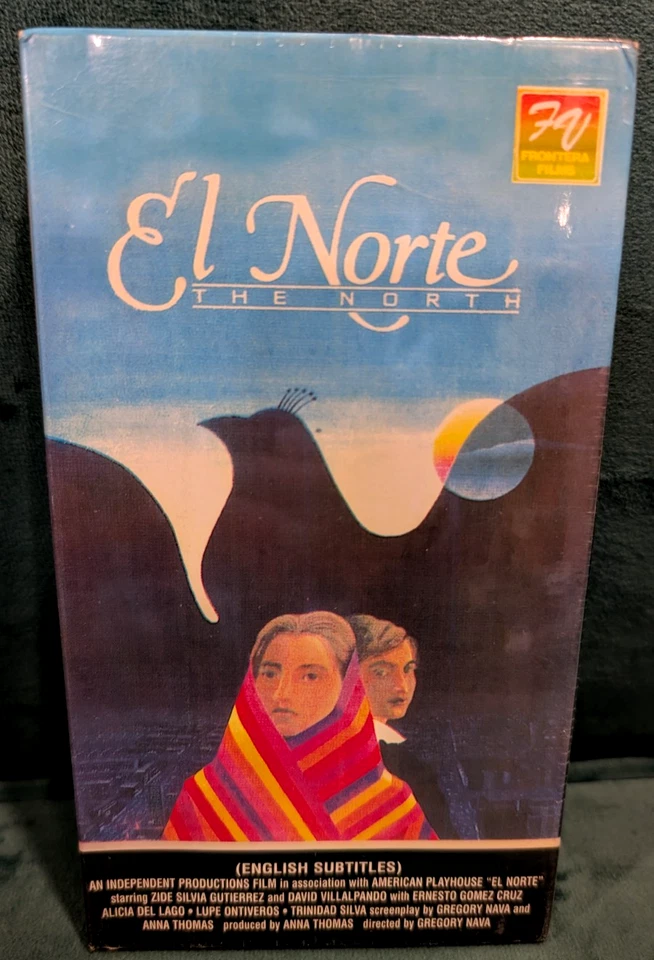 FV
FRONTERA
FILMS
El Norte
THE NORTH
(ENGLISH SUBTITLES)
AN INDEPENDENT PRODUCTIONS FILM in association with AMERICAN PLAYHOUSE "EL NORTE"
starring ZIDE SILVIA GUTIERREZ and DAVID VILLALPANDO with ERNESTO GOMEZ CRUZ
ALICIA DEL LAGO • LUPE ONTIVEROS • TRINIDAD SILVA screenplay by GREGORY NAVA and
ANNA THOMAS produced by ANNA THOMAS directed by GREGORY NAVA